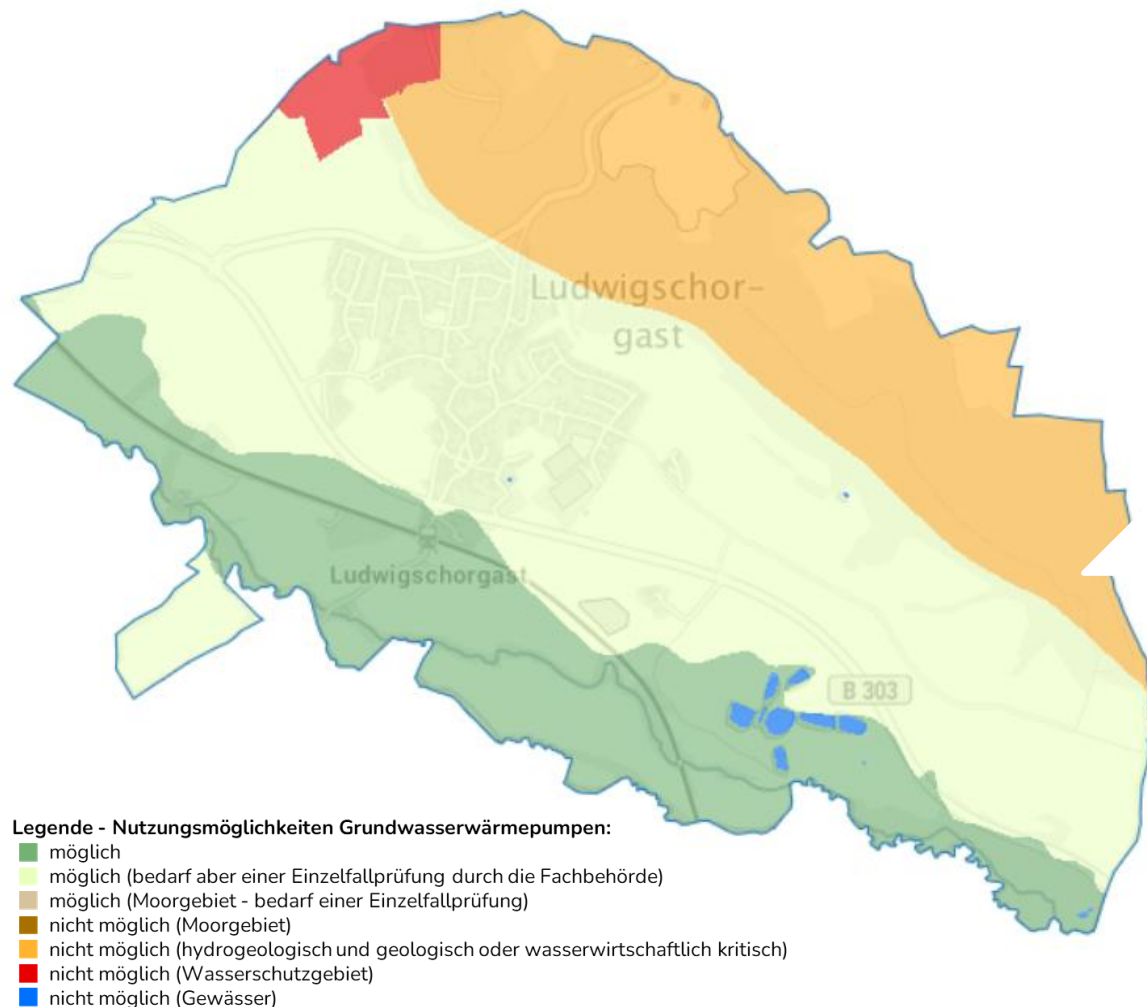 Ludwigschor-
gast
Ludwigschorgast
B 303
Legende - Nutzungsmöglichkeiten Grundwasserwärmepumpen:
möglich
möglich (bedarf aber einer Einzelfallprüfung durch die Fachbehörde)
möglich (Moorgebiet - bedarf einer Einzelfallprüfung)
nicht möglich (Moorgebiet)
nicht möglich (hydrogeologisch und geologisch oder wasserwirtschaftlich kritisch)
nicht möglich (Wasserschutzgebiet)
nicht möglich (Gewässer)